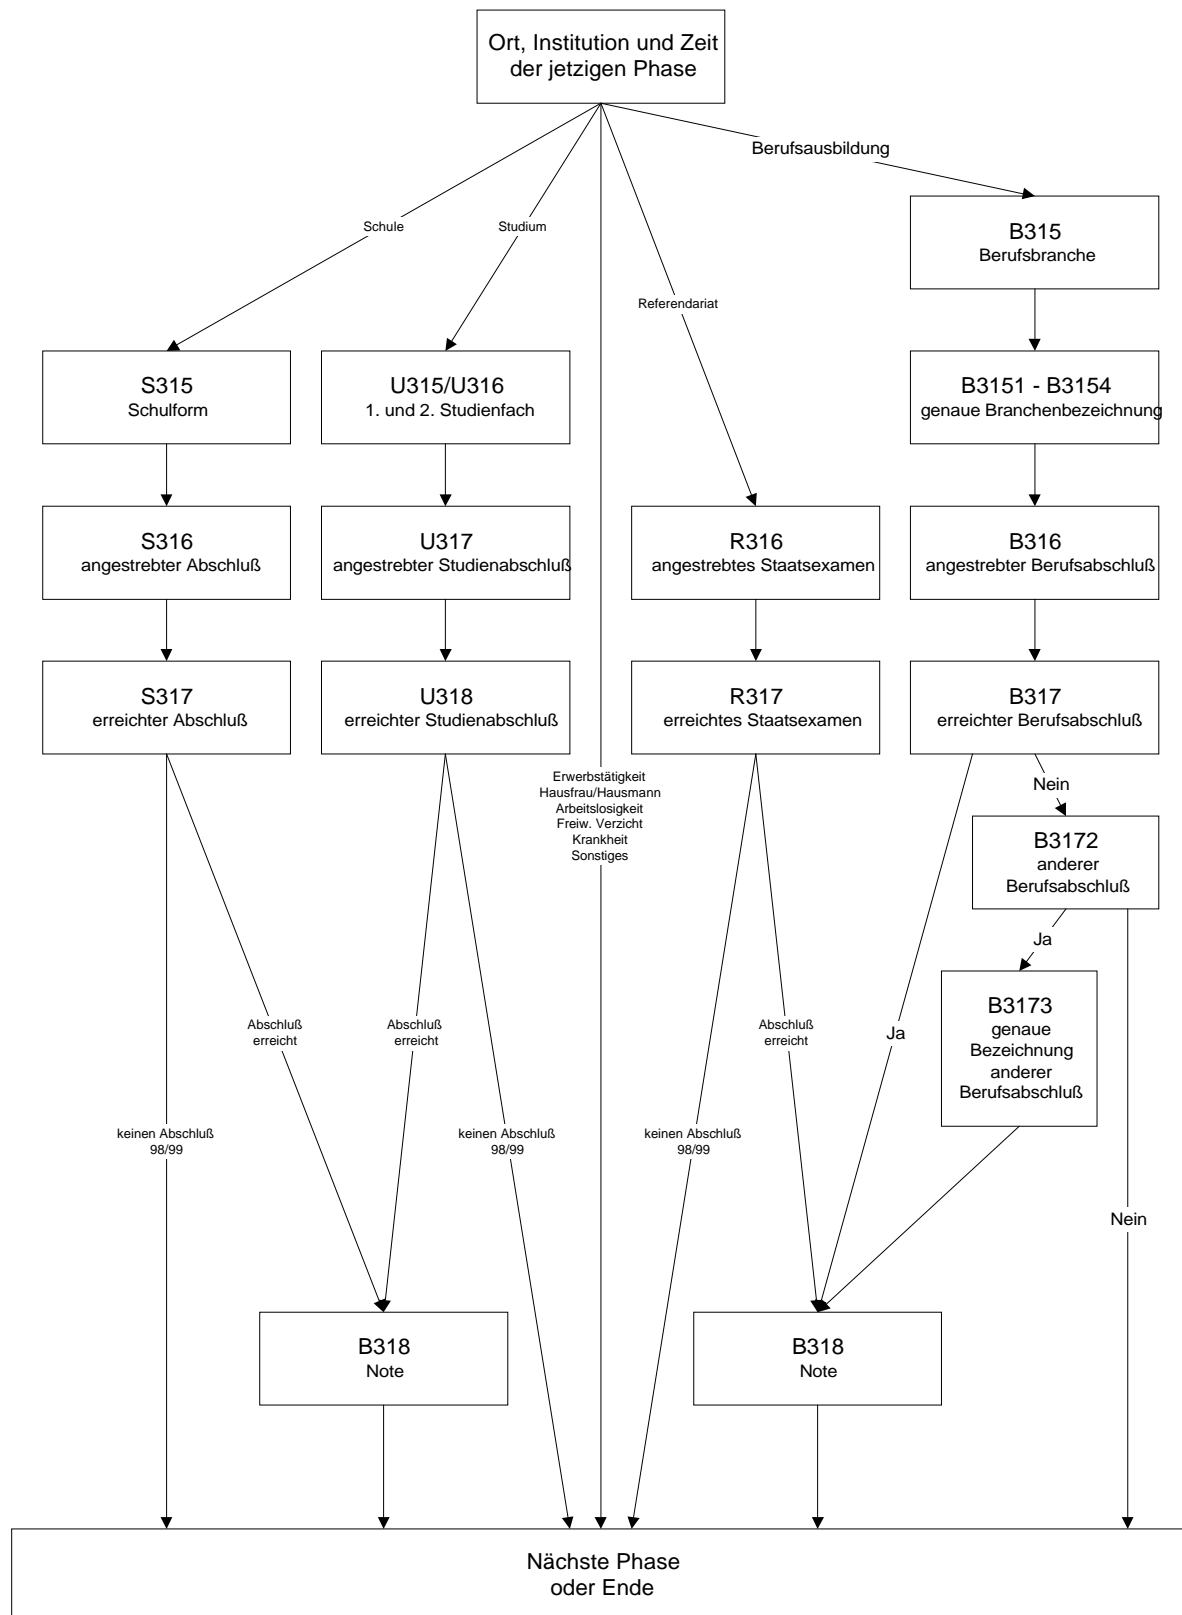 Ort, Institution und Zeit
der jetzigen Phase
Berufsausbildung
Schule
Studium
B315
Berufsbranche
Referendariat
S315
Schulform
U315/U316
1. und 2. Studienfach
B3151 - B3154
genaue Branchenbezeichnung
S316
angestrebter Abschluß
U317
angestrebter Studienabschluß
R316
angestrebtes Staatsexamen
B316
angestrebter Berufsabschluß
S317
erreichter Abschluß
U318
erreichter Studienabschluß
R317
erreichtes Staatsexamen
B317
erreichter Berufsabschluß
Erwerbstätigkeit
Hausfrau/Hausmann
Arbeitslosigkeit
Freiw. Verzicht
Krankheit
Sonstiges
Nein
B3172
anderer
Berufsabschluß
Ja
B3173
genaue
Bezeichnung
anderer
Berufsabschluß
Abschluß
erreicht
Abschluß
erreicht
Abschluß
erreicht
Ja
keinen Abschluß
98/99
keinen Abschluß
98/99
keinen Abschluß
98/99
Nein
B318
Note
B318
Note
Nächste Phase
oder Ende